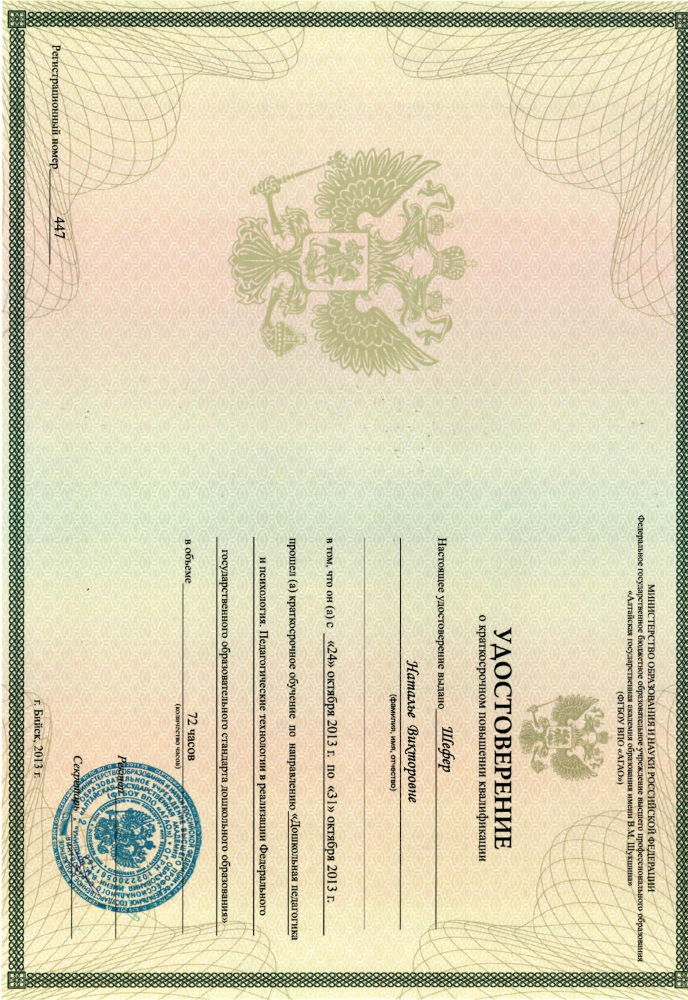 МИНИСТЕРСТВО ОБРАЗОВАНИЯ И НАУКИ РОССИЙСКОЙ ФЕДЕРАЦИИ
Федеральное государственное бюджетное образовательное учреждение высшего профессионального образования
«Алтайская государственная академия образования имени В.М. Шукшина»
(ФГБОУ ВПО «АГАО»)
УДОСТОВЕРЕНИЕ
о краткосрочном повышении квалификации
Настоящее удостоверение выдано Шефер
Наталье Викторовне
(фамилия, имя, отчество)
в том, что он (а) с «24» октября 2013 г. по «31» октября 2013 г.
прошел (а) краткосрочное обучение по направлению «Дошкольная педагогика
и психология. Педагогические технологии в реализации Федерального
государственного образовательного стандарта дошкольного образования»
в объеме 72 часов
(количество часов)
Ректор
Секретарь
г. Бийск, 2013 г.
Регистрационный номер 447